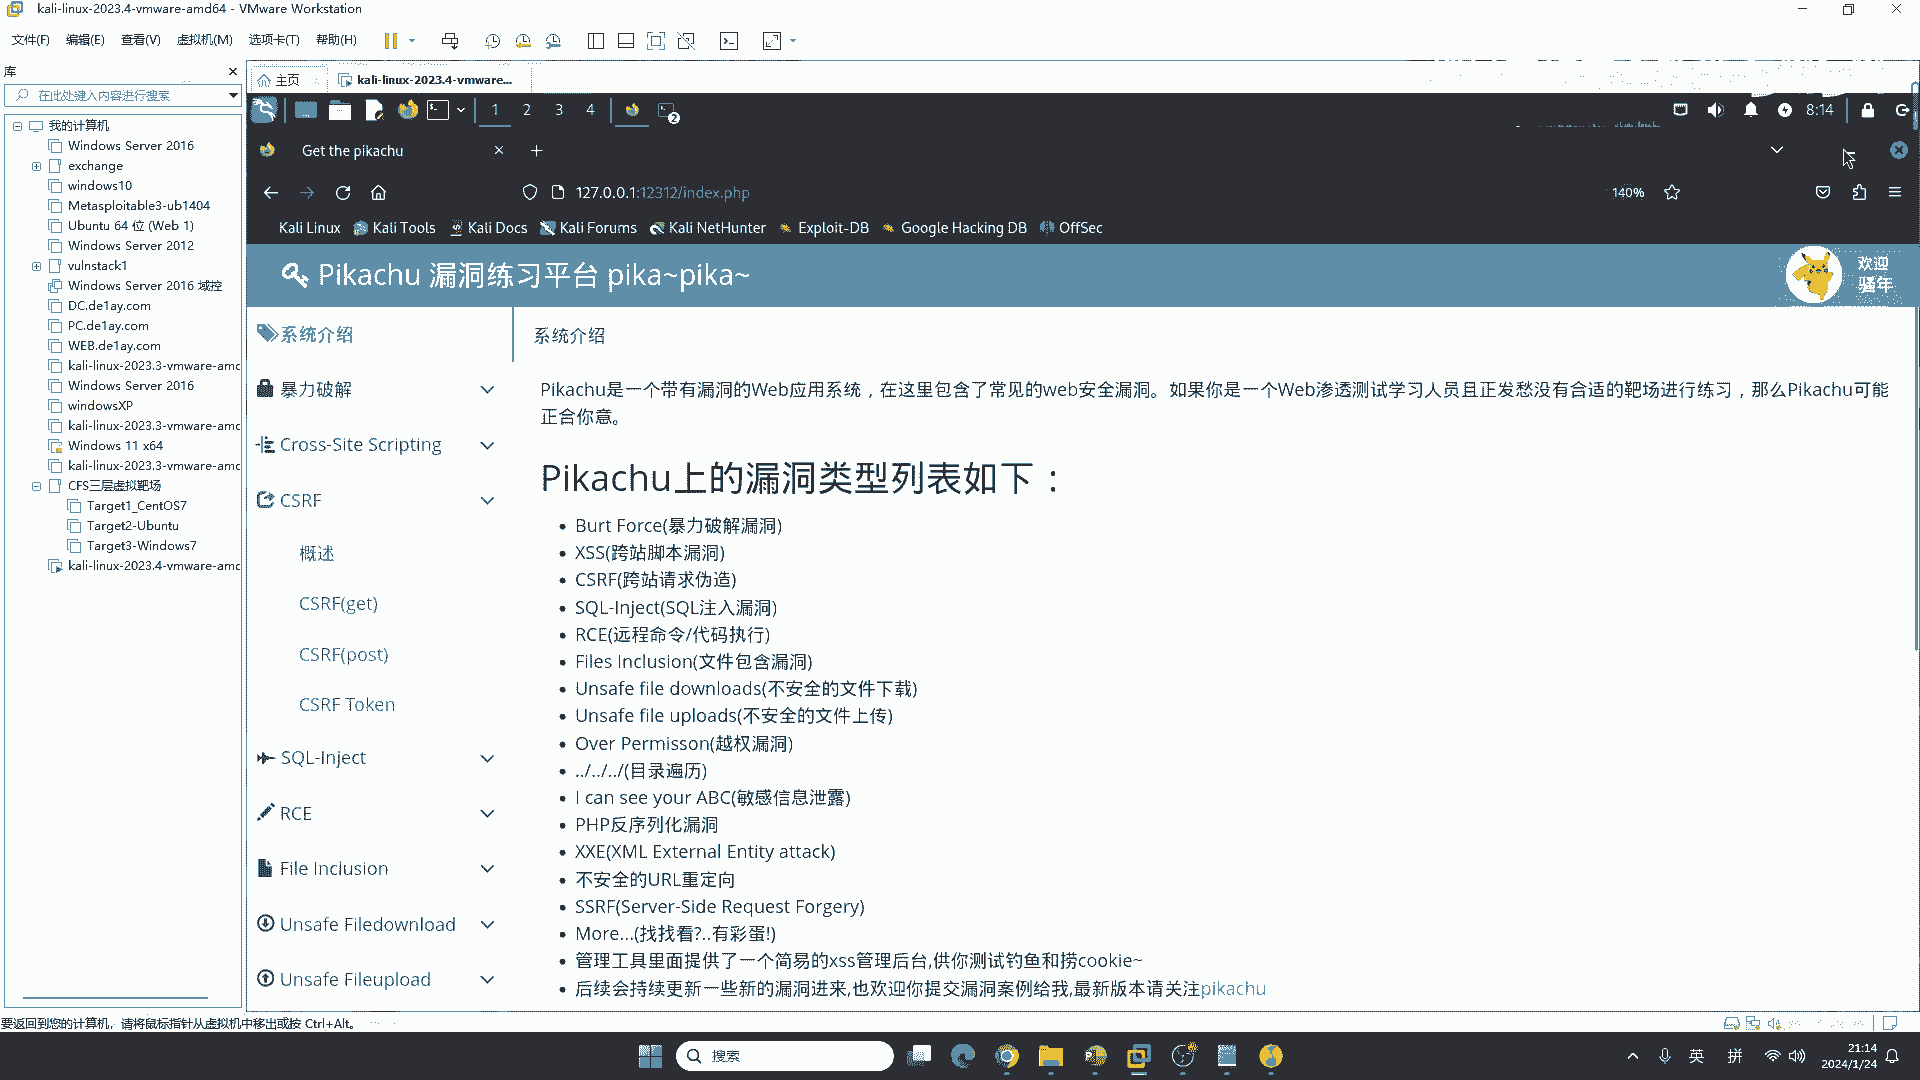 kali-linux-2023.4-vmware-amd64 - VMware Workstation
文件(F) 编辑(E) 查看(V) 虚拟机(M) 选项卡(T) 帮助(H)
库
在此处键入内容进行搜索
我的计算机
Windows Server 2016
exchange
windows10
Metasploitable3-ub1404
Ubuntu 64 位 (Web 1)
Windows Server 2012
vulnstack1
Windows Server 2016 域控
DC.de1ay.com
PC.de1ay.com
WEB.de1ay.com
kali-linux-2023.3-vmware-amd
Windows Server 2016
windowsXP
kali-linux-2023.3-vmware-amd
Windows 11 x64
kali-linux-2023.3-vmware-amd
CFS三层虚拟靶场
Target1_CentOS7
Target2-Ubuntu
Target3-Windows7
kali-linux-2023.4-vmware-amd
主页 kali-linux-2023.4-vmware...
1 2 3 4 2 8:14
Get the pikachu
127.0.0.1:12312/index.php 140%
Kali Linux Kali Tools Kali Docs Kali Forums Kali NetHunter Exploit-DB Google Hacking DB OffSec
Pikachu 漏洞练习平台 pika~pika~
欢迎
骚年
系统介绍
暴力破解
Cross-Site Scripting
CSRF
概述
CSRF(get)
CSRF(post)
CSRF Token
SQL-Inject
RCE
File Inclusion
Unsafe Filedownload
Unsafe Fileupload
系统介绍
Pikachu是一个带有漏洞的Web应用系统，在这里包含了常见的web安全漏洞。如果你是一个Web渗透测试学习人员且正发愁没有合适的靶场进行练习，那么Pikachu可能
正合你意。
Pikachu上的漏洞类型列表如下：
• Burt Force(暴力破解漏洞)
• XSS(跨站脚本漏洞)
• CSRF(跨站请求伪造)
• SQL-Inject(SQL注入漏洞)
• RCE(远程命令/代码执行)
• Files Inclusion(文件包含漏洞)
• Unsafe file downloads(不安全的文件下载)
• Unsafe file uploads(不安全的文件上传)
• Over Permisson(越权漏洞)
• ../../../(目录遍历)
• I can see your ABC(敏感信息泄露)
• PHP反序列化漏洞
• XXE(XML External Entity attack)
• 不安全的URL重定向
• SSRF(Server-Side Request Forgery)
• More...(找找看?..有彩蛋!)
• 管理工具里面提供了一个简易的xss管理后台,供你测试钓鱼和捞cookie~
• 后续会持续更新一些新的漏洞进来,也欢迎你提交漏洞案例给我,最新版本请关注pikachu
要返回到您的计算机，请将鼠标指针从虚拟机中移出或按 Ctrl+Alt。
搜索
英 拼
21:14
2024/1/24